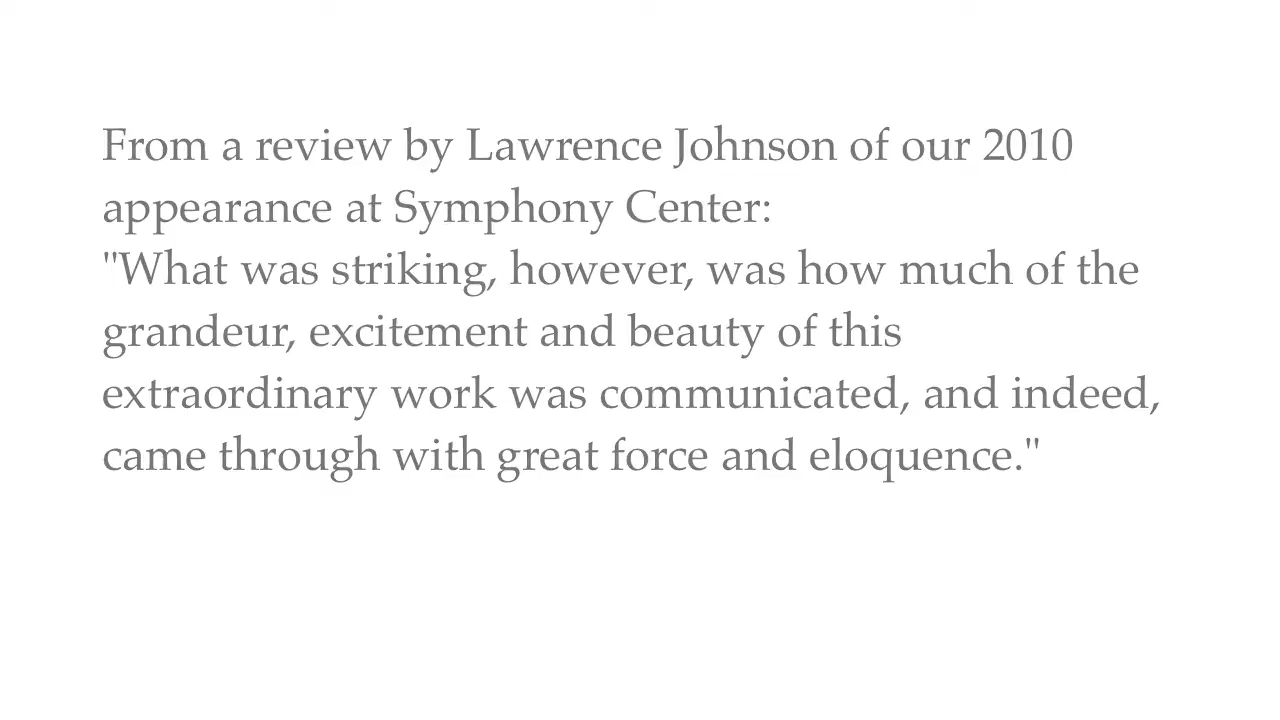 From a review by Lawrence Johnson of our 2010
appearance at Symphony Center:
"What was striking, however, was how much of the
grandeur, excitement and beauty of this
extraordinary work was communicated, and indeed,
came through with great force and eloquence."